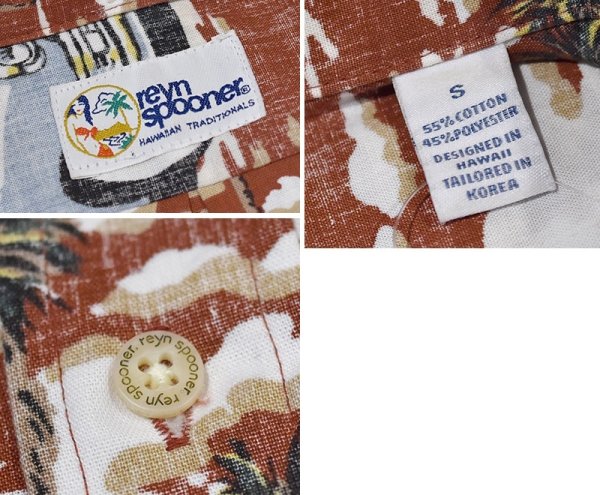 reyn
spooner®
HAWAIIAN TRADITIONALS
S
55% COTTON
45% POLYESTER
DESIGNED IN
HAWAII
TAILORED IN
KOREA
reyn spooner. reyn spooner